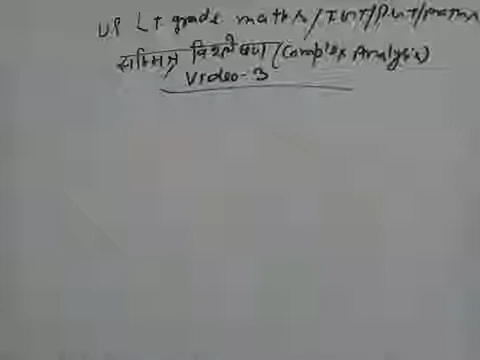 UP LT grade maths/TGT/PGT/
सम्मिश्र विश्लेषण (Complex Analysis)
Video-3